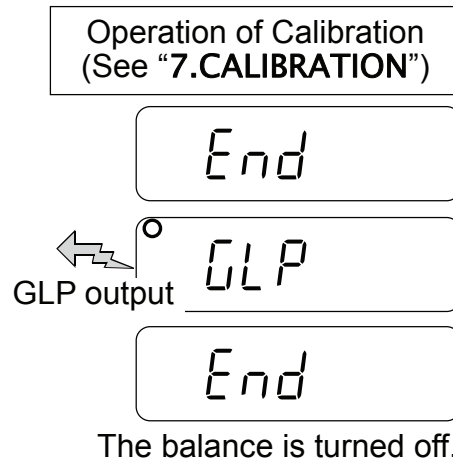 Operation of Calibration
(See “7.CALIBRATION”)
End
GLP
GLP output
End
The balance is turned off.